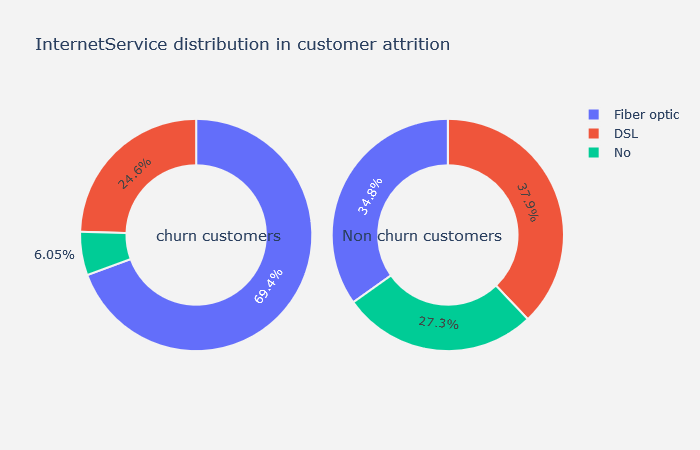 InternetService distribution in customer attrition
Fiber optic
DSL
No
24.6%
6.05%
69.4%
churn customers
34.8%
37.9%
27.3%
Non churn customers